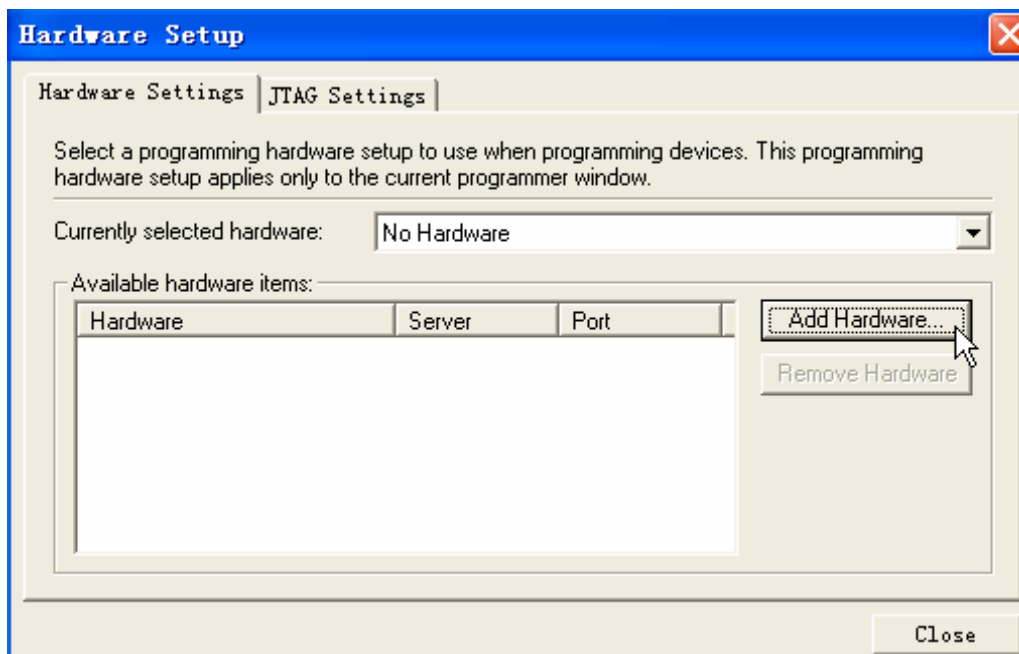 Hardware Setup
Hardware Settings JTAG Settings
Select a programming hardware setup to use when programming devices. This programming
hardware setup applies only to the current programmer window.
Currently selected hardware: No Hardware
Available hardware items:
Hardware Server Port
Add Hardware...
Remove Hardware
Close